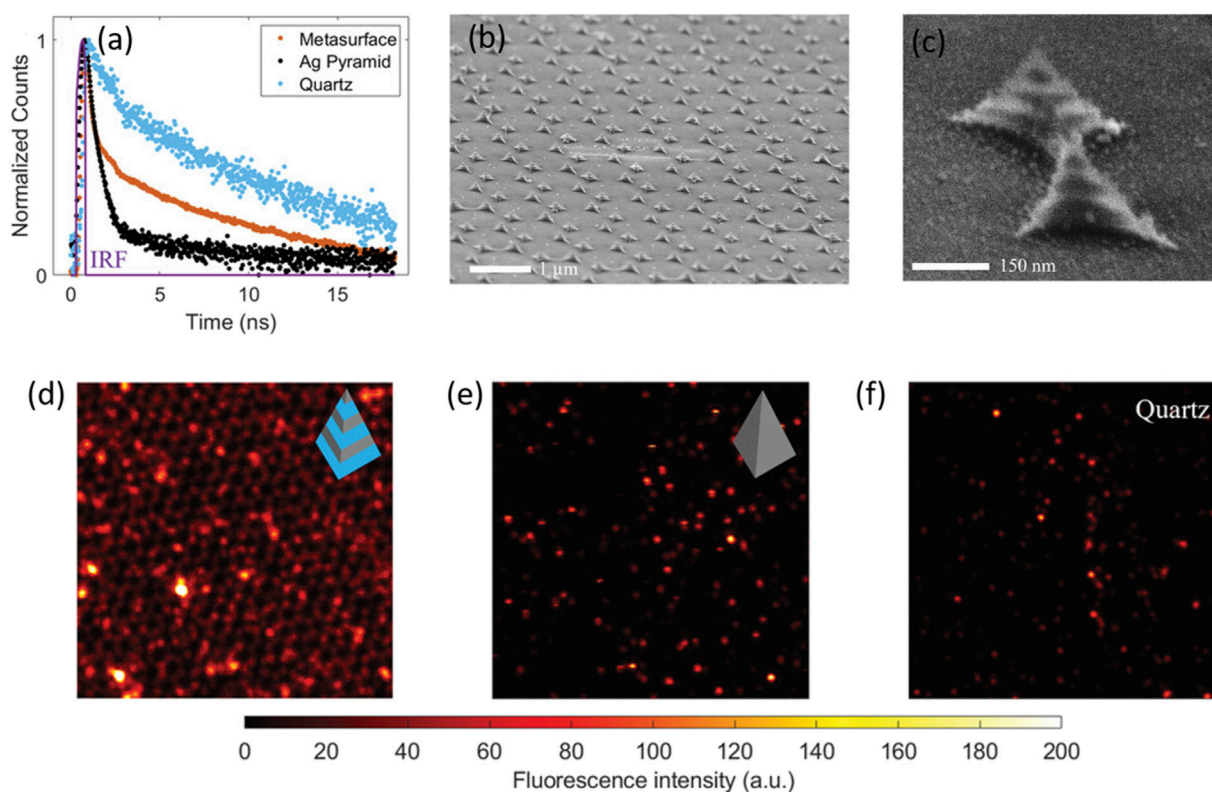 (a)
Metasurface
Ag Pyramid
Quartz
1
0
Normalized Counts
IRF
0 5 10 15
Time (ns)
(b)
1 µm
(c)
150 nm
(d)
(e)
(f)
Quartz
0 20 40 60 80 100 120 140 160 180 200
Fluorescence intensity (a.u.)